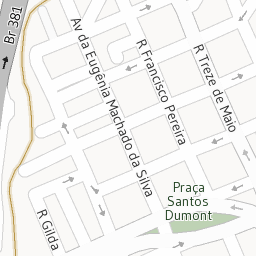 Br 381
Av da Eugênia Machado da Silva
R Francisco Pereira
R Treze de Maio
Praça
Santos
Dumont
R Gilda